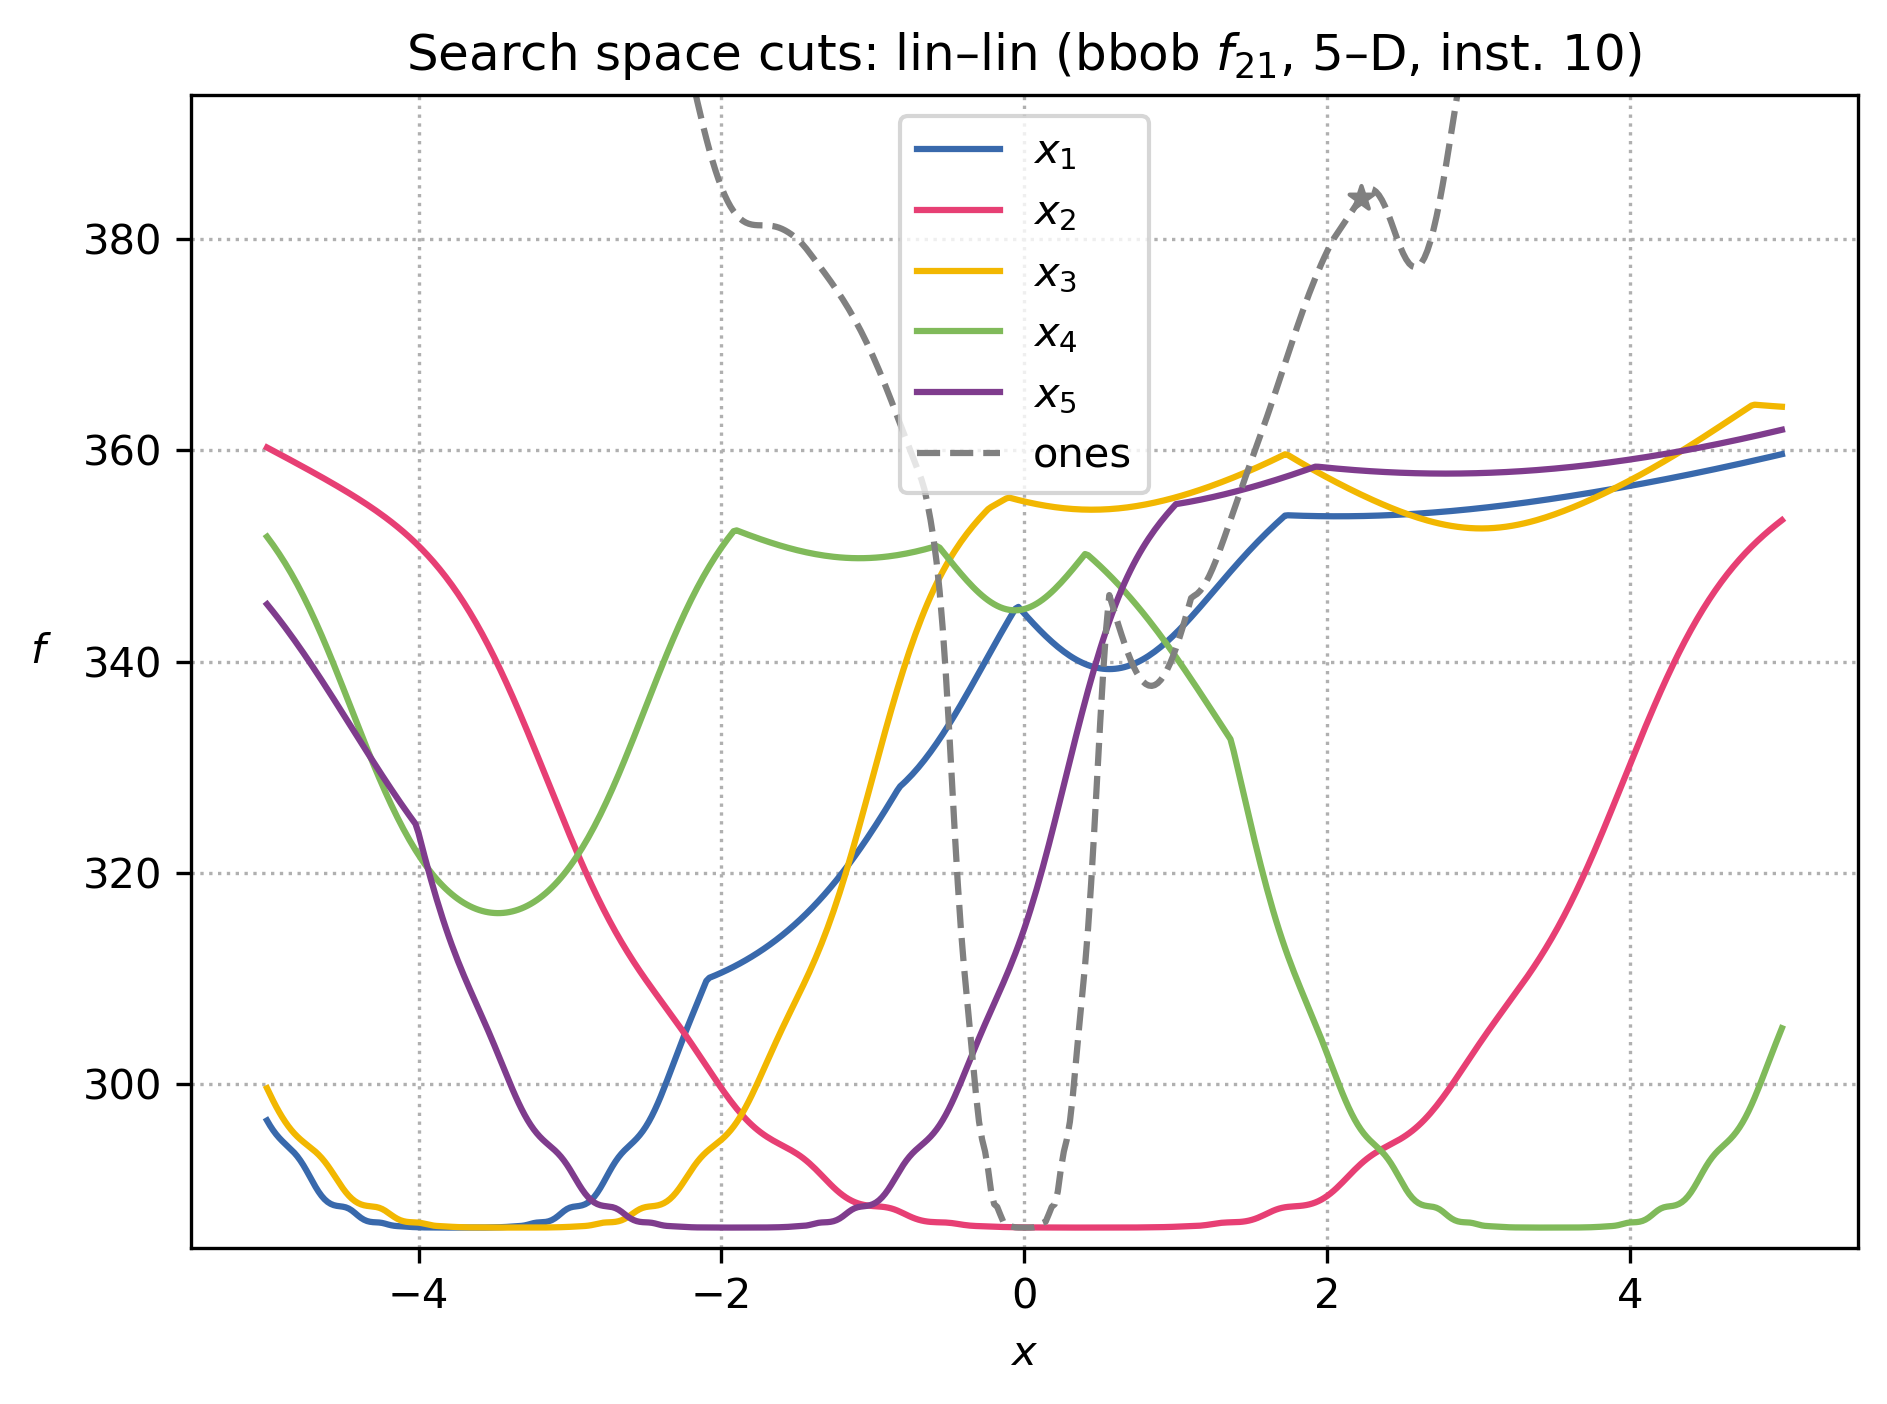 Search space cuts: lin–lin (bbob f21, 5–D, inst. 10)
x1
x2
x3
x4
x5
ones
380
360
340
320
300
f
−4
−2
0
2
4
x